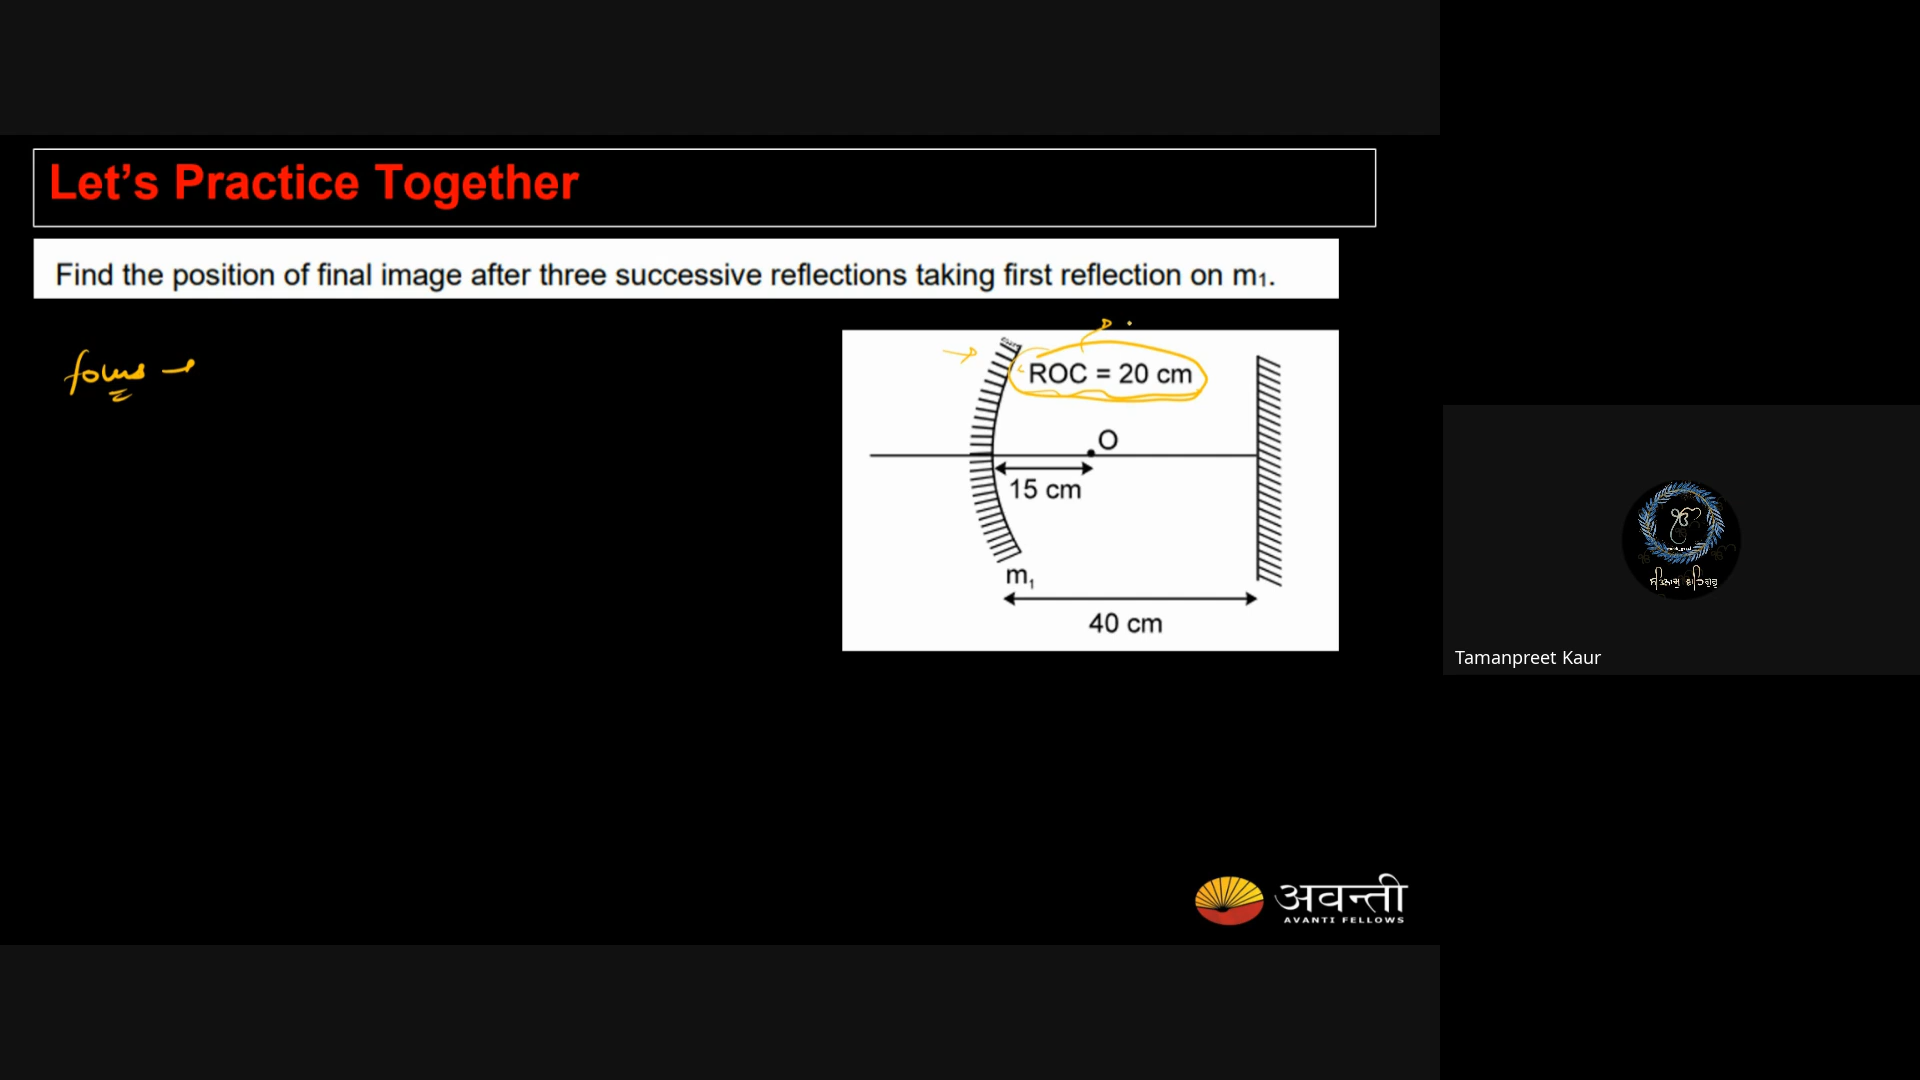 Let’s Practice Together
Find the position of final image after three successive reflections taking first reflection on m₁.
focus →
ROC = 20 cm
O
15 cm
m₁
40 cm
Tamanpreet Kaur
अवन्ती
AVANTI FELLOWS